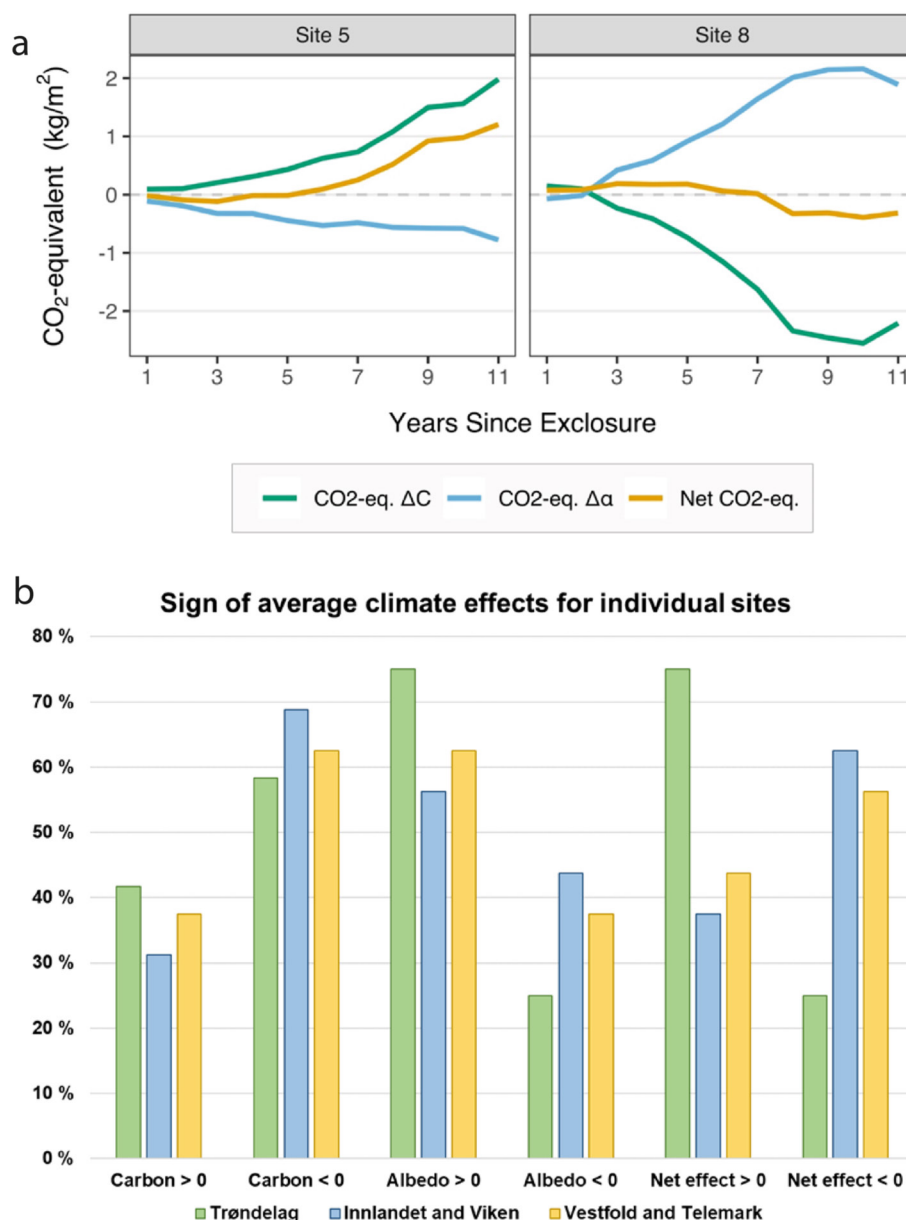 a
Site 5
Site 8
CO₂-equivalent (kg/m²)
2
1
0
-1
-2
1 3 5 7 9 11
1 3 5 7 9 11
Years Since Exclosure
CO2-eq. ΔC CO2-eq. Δα Net CO2-eq.
b
Sign of average climate effects for individual sites
80 %
70 %
60 %
50 %
40 %
30 %
20 %
10 %
0 %
Carbon > 0 Carbon < 0 Albedo > 0 Albedo < 0 Net effect > 0 Net effect < 0
Trøndelag Innlandet and Viken Vestfold and Telemark